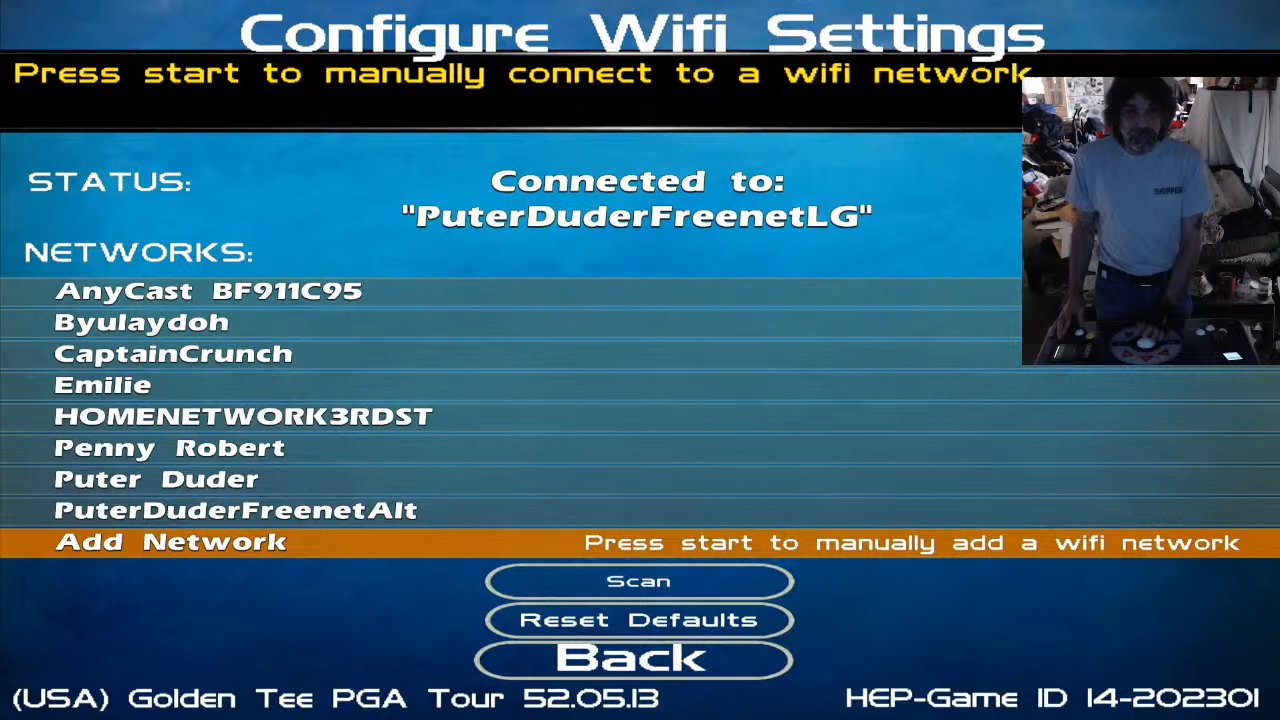 Configure Wifi Settings
Press start to manually connect to a wifi network
STATUS:
Connected to:
"PuterDuderFreenetLG"
NETWORKS:
AnyCast BF911C95
Byulaydoh
CaptainCrunch
Emilie
HOMENETWORK3RDST
Penny Robert
Puter Duder
PuterDuderFreenetAlt
Add Network Press start to manually add a wifi network
Scan
Reset Defaults
Back
(USA) Golden Tee PGA Tour 52.05.13
HEP-Game ID 14-202301
SKIPPER